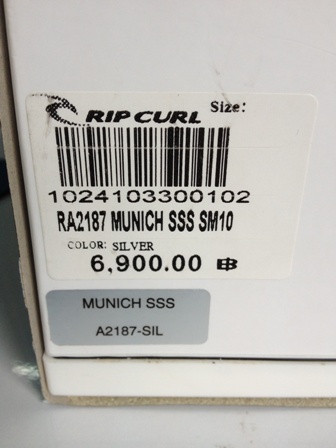 RIP CURL Size:
1024103300102
RA2187 MUNICH SSS SM10
COLOR: SILVER
6,900.00 ฿
MUNICH SSS
A2187-SIL